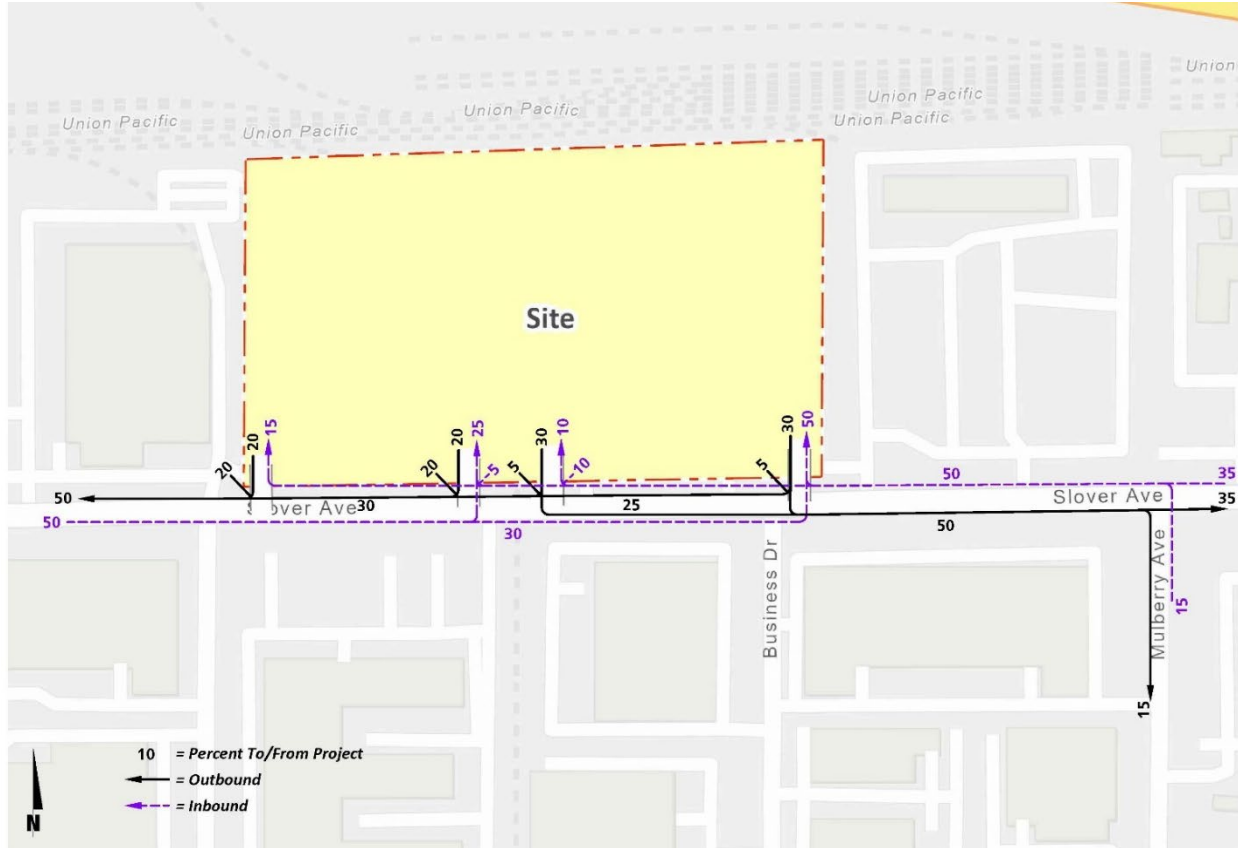 Union
Union Pacific
Union Pacific
Union Pacific
Union Pacific
Union Pacific
Site
20
20
15
20
20
25
5
5
30
10
10
5
30
50
50
35
50
over Ave
30
25
Slover Ave
35
50
30
50
Business Dr
Mulberry Ave
15
15
10 = Percent To/From Project
= Outbound
= Inbound
N